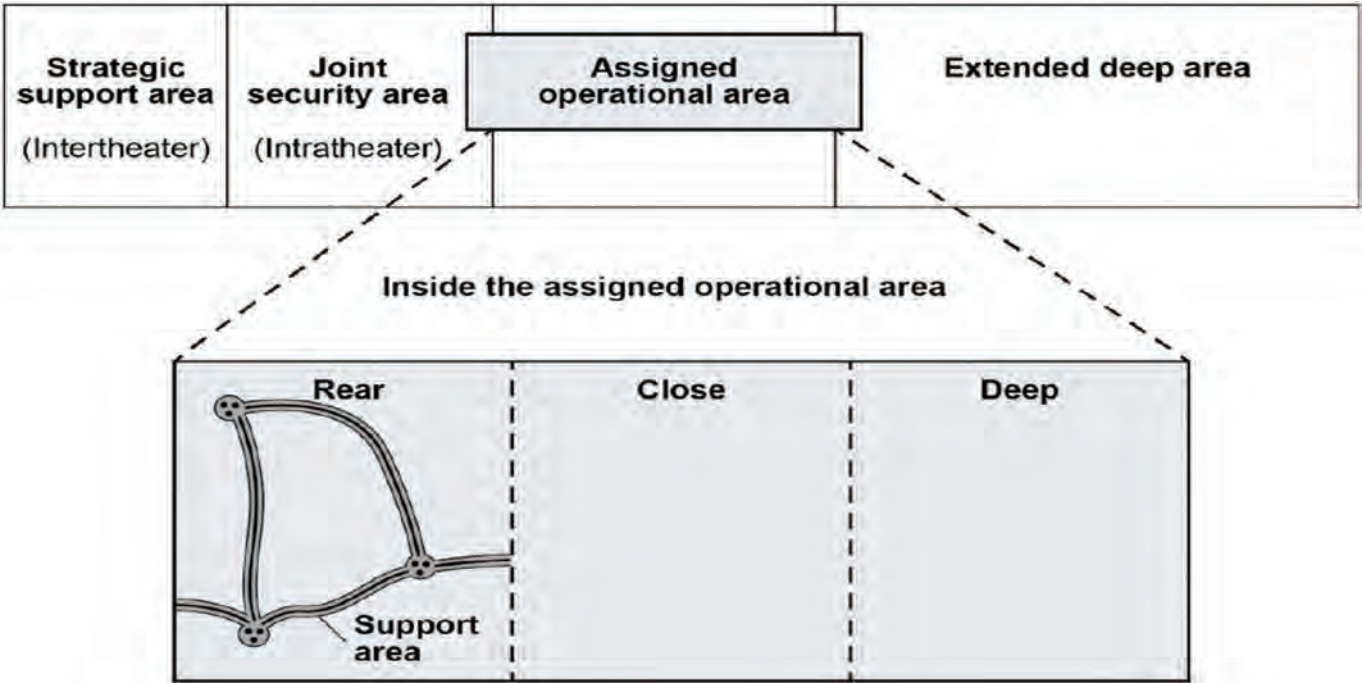 Strategic
support area
(Intertheater)
Joint
security area
(Intratheater)
Assigned
operational area
Extended deep area
Inside the assigned operational area
Rear
Close
Deep
Support
area